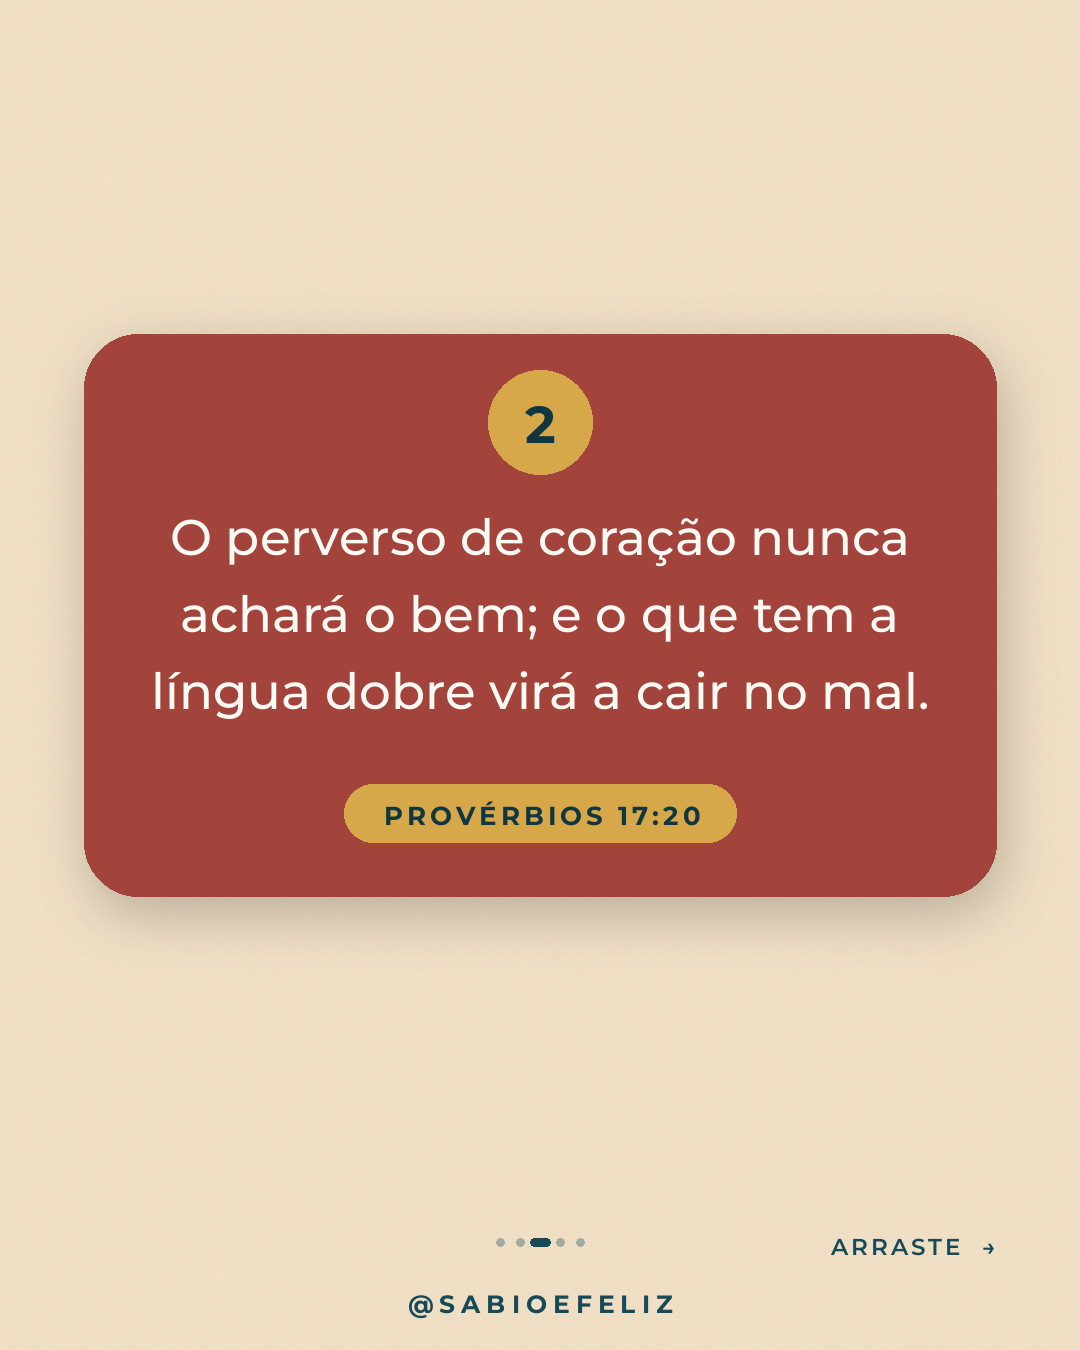 2
O perverso de coração nunca
achará o bem; e o que tem a
língua dobre virá a cair no mal.
PROVÉRBIOS 17:20
ARRASTE →
@SABIOEFELIZ